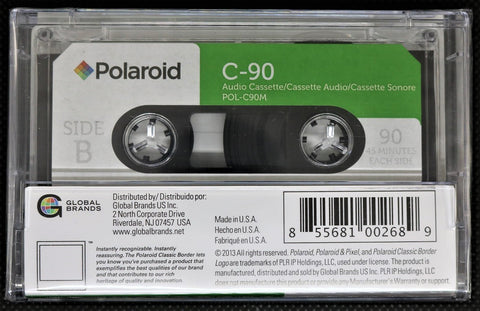 Polaroid
C-90
Audio Cassette/Cassette Audio/Cassette Sonore
POL-C90M
SIDE
B
90
45 MINUTES
EACH SIDE
GLOBAL
BRANDS
Distributed by/ Distribuido por:
Global Brands US Inc.
2 North Corporate Drive
Riverdale, NJ 07457 USA
www.globalbrands.net
Made in U.S.A.
Hecho en U.S.A.
Fabriqué en U.S.A.
8 55681 00268 9
™
Instantly recognizable. Instantly
reassuring. The Polaroid Classic Border lets
you know you've purchased a product that
exemplifies the best qualities of our brand
and that contributes to our rich
heritage of quality and innovation.
© 2013 All rights reserved. Polaroid, Polaroid & Pixel, and Polaroid Classic Border
Logo are trademarks of PLR IP Holdings, LLC, used under license. The product is
manufactured, distributed and sold by Global Brands US Inc. PLR IP Holdings, LLC
does not manufacture this product or provide any Manufacturer's Warranty or support.